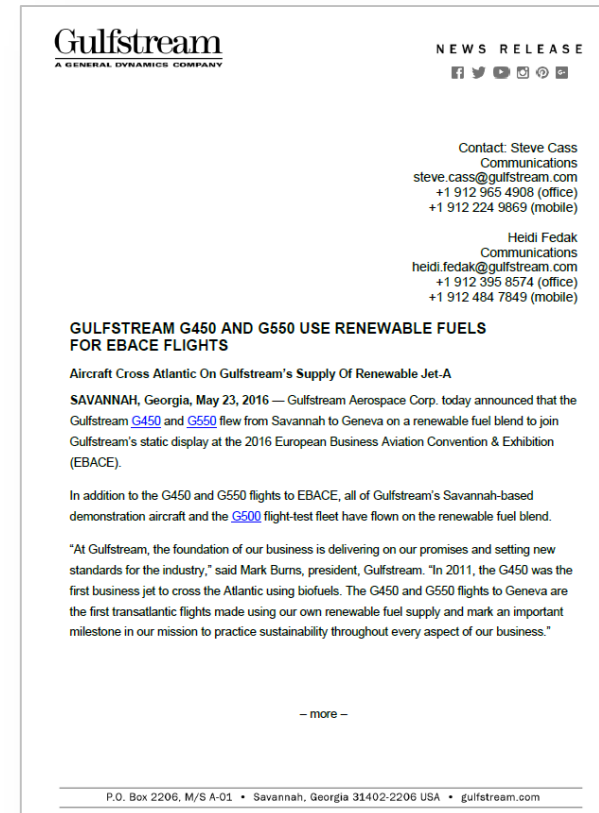 Gulfstream
A GENERAL DYNAMICS COMPANY
NEWS RELEASE
Contact: Steve Cass
Communications
steve.cass@gulfstream.com
+1 912 965 4908 (office)
+1 912 224 9869 (mobile)
Heidi Fedak
Communications
heidi.fedak@gulfstream.com
+1 912 395 8574 (office)
+1 912 484 7849 (mobile)
GULFSTREAM G450 AND G550 USE RENEWABLE FUELS
FOR EBACE FLIGHTS
Aircraft Cross Atlantic On Gulfstream's Supply Of Renewable Jet-A
SAVANNAH, Georgia, May 23, 2016 — Gulfstream Aerospace Corp. today announced that the
Gulfstream G450 and G550 flew from Savannah to Geneva on a renewable fuel blend to join
Gulfstream's static display at the 2016 European Business Aviation Convention & Exhibition
(EBACE).
In addition to the G450 and G550 flights to EBACE, all of Gulfstream's Savannah-based
demonstration aircraft and the G500 flight-test fleet have flown on the renewable fuel blend.
"At Gulfstream, the foundation of our business is delivering on our promises and setting new
standards for the industry," said Mark Burns, president, Gulfstream. "In 2011, the G450 was the
first business jet to cross the Atlantic using biofuels. The G450 and G550 flights to Geneva are
the first transatlantic flights made using our own renewable fuel supply and mark an important
milestone in our mission to practice sustainability throughout every aspect of our business."
– more –
P.O. Box 2206, M/S A-01 • Savannah, Georgia 31402-2206 USA • gulfstream.com